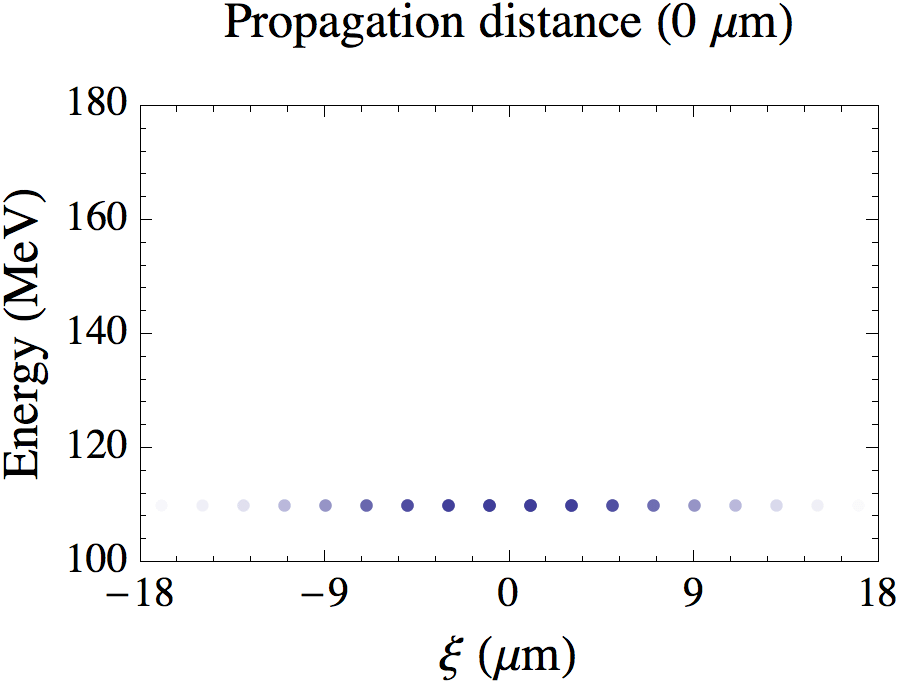 Propagation distance (0 μm)
180
160
140
120
100
Energy (MeV)
−18 −9 0 9 18
ξ (μm)